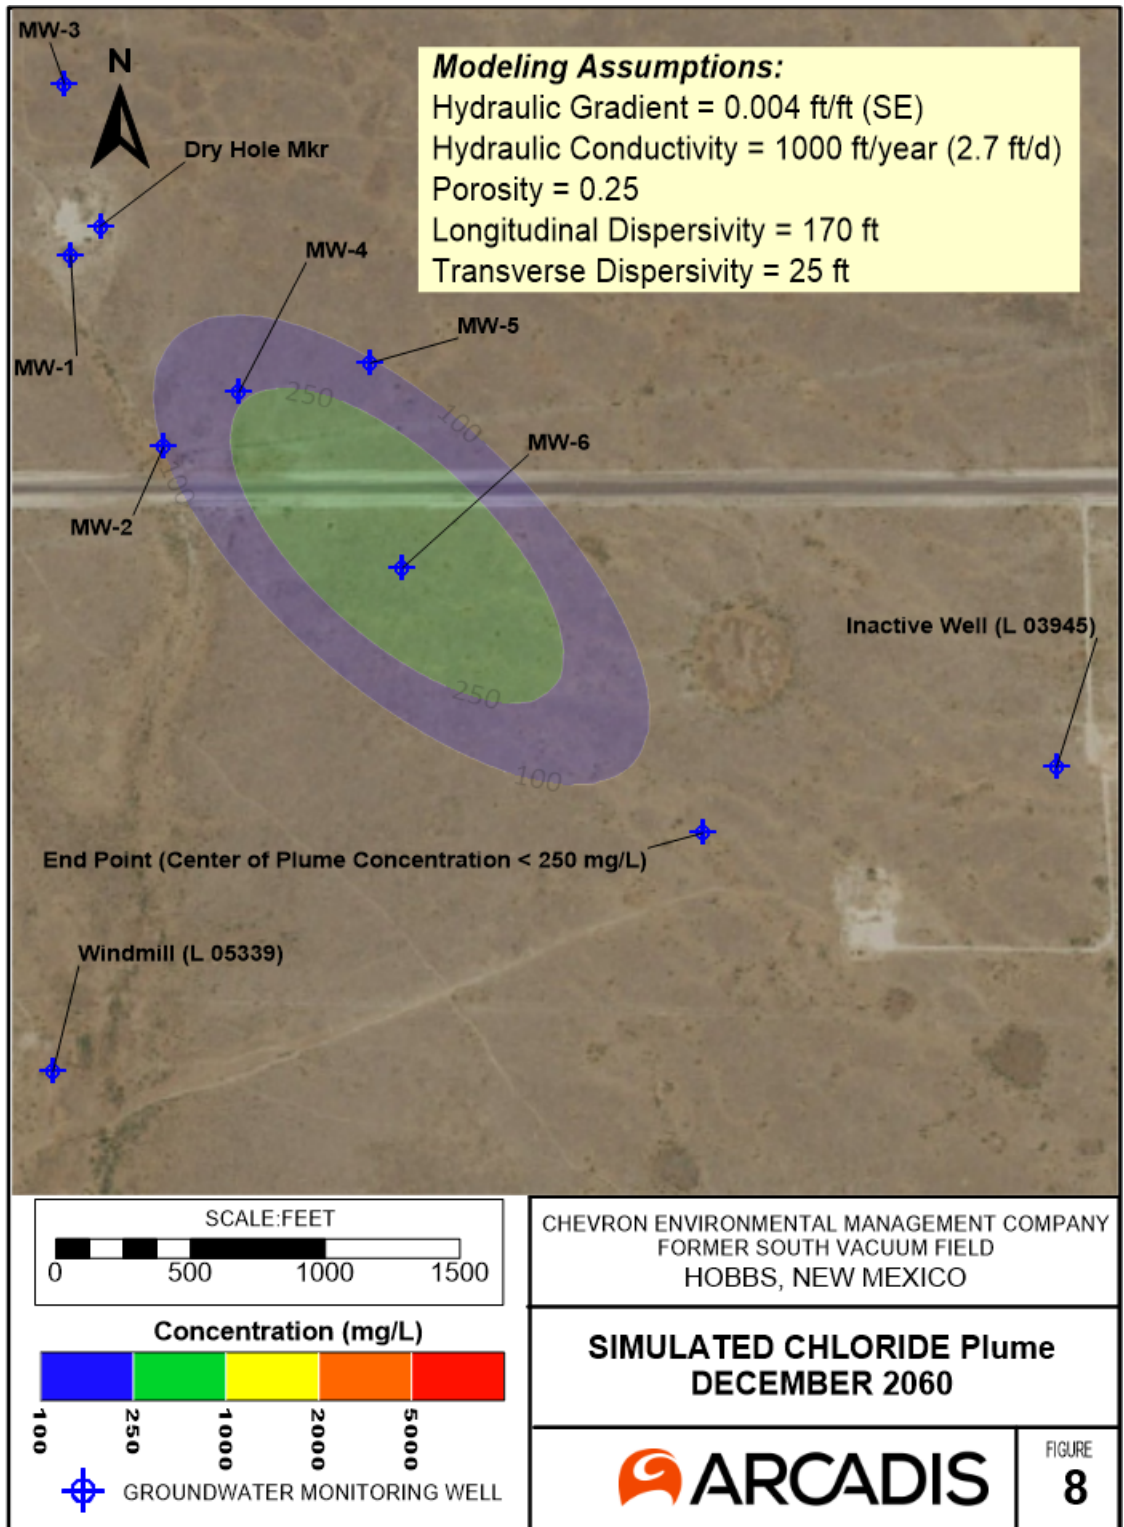 MW-3
N
Modeling Assumptions:
Hydraulic Gradient = 0.004 ft/ft (SE)
Hydraulic Conductivity = 1000 ft/year (2.7 ft/d)
Porosity = 0.25
Longitudinal Dispersivity = 170 ft
Transverse Dispersivity = 25 ft
Dry Hole Mkr
MW-4
MW-5
MW-1
250
100
MW-6
100
MW-2
Inactive Well (L 03945)
250
100
End Point (Center of Plume Concentration < 250 mg/L)
Windmill (L 05339)
SCALE:FEET
0 500 1000 1500
Concentration (mg/L)
100 250 1000 2000 5000
GROUNDWATER MONITORING WELL
CHEVRON ENVIRONMENTAL MANAGEMENT COMPANY
FORMER SOUTH VACUUM FIELD
HOBBS, NEW MEXICO
SIMULATED CHLORIDE Plume
DECEMBER 2060
ARCADIS
FIGURE
8